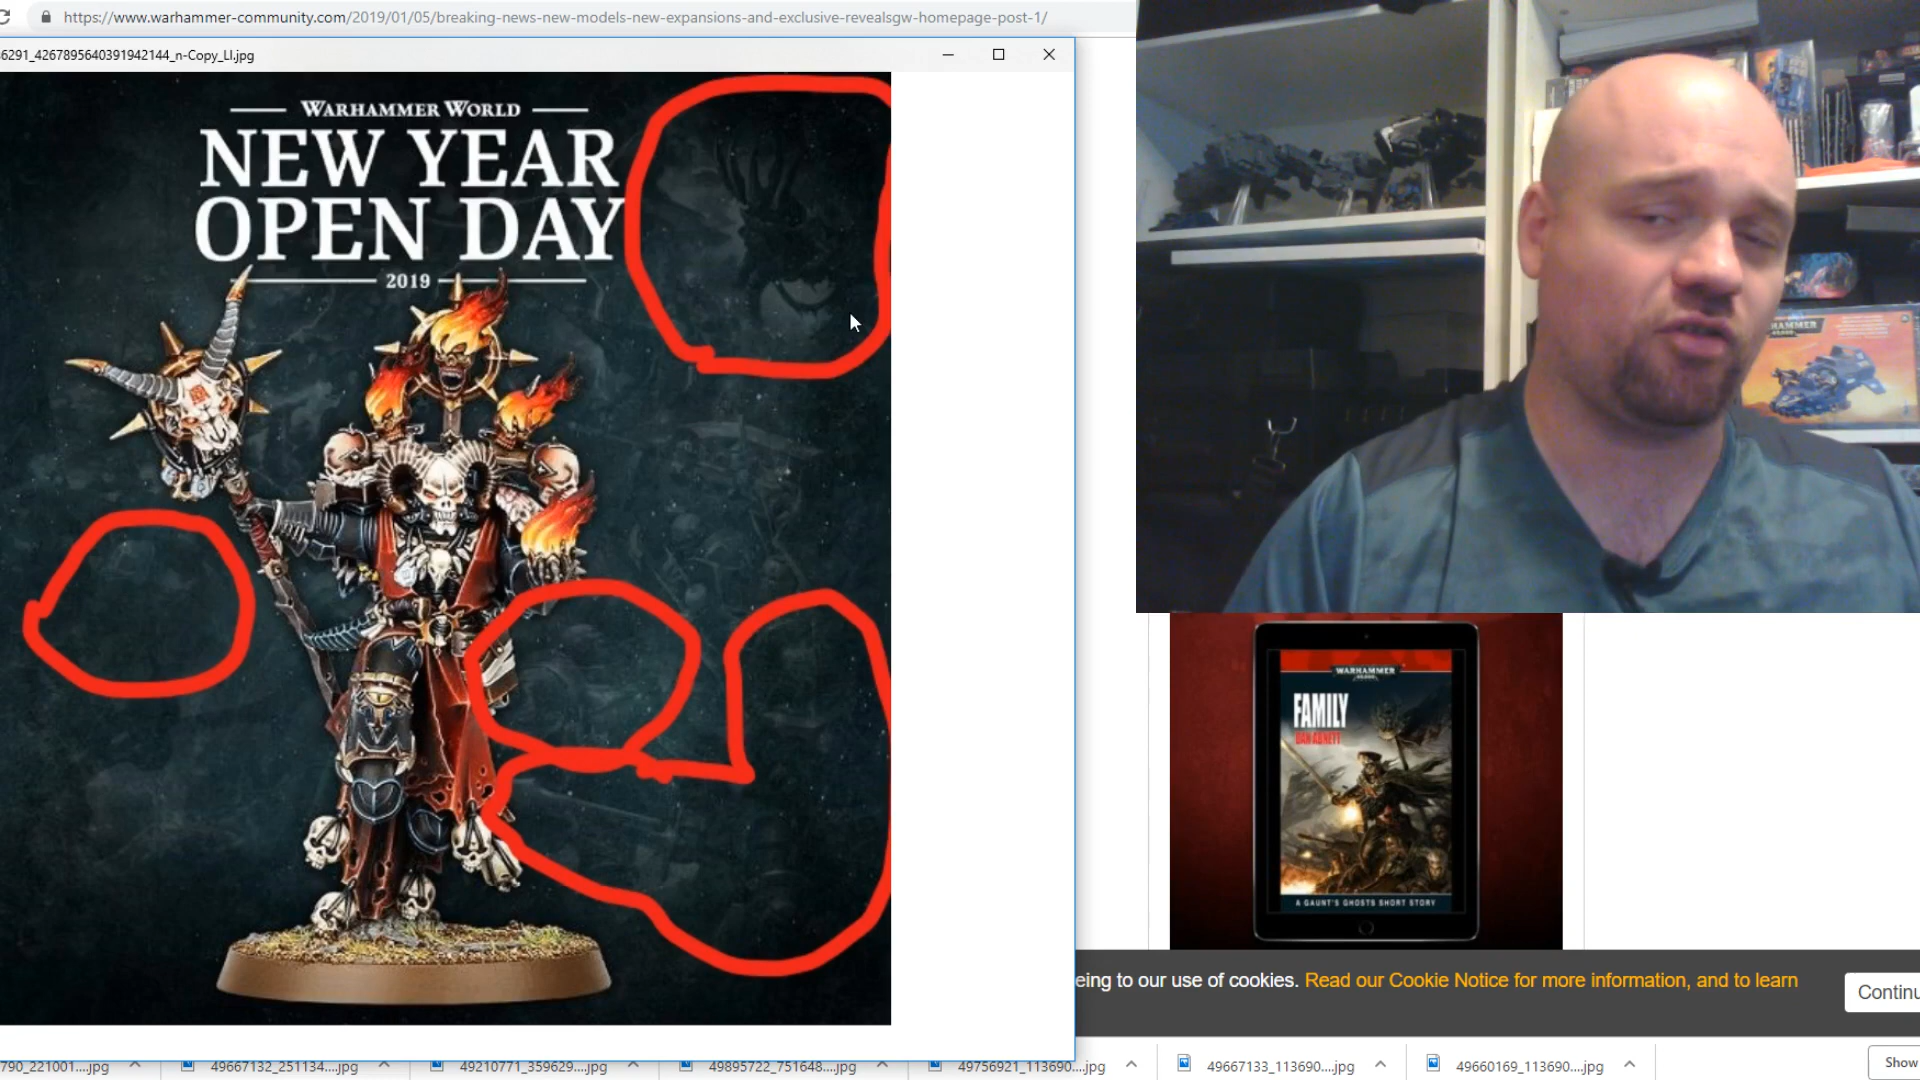 https://www.warhammer-community.com/2019/01/05/breaking-news-new-models-new-expansions-and-exclusive-revealsgw-homepage-post-1/
6291_4267895640391942144_n-Copy_LI.jpg
WARHAMMER WORLD
NEW YEAR
OPEN DAY
2019
WARHAMMER
FAMILY
DAN ABNETT
A GAUNT'S GHOSTS SHORT STORY
eing to our use of cookies. Read our Cookie Notice for more information, and to learn
Continu
790_221001....jpg
49667132_251134....jpg
49210771_359629....jpg
49895722_751648....jpg
49756921_113690....jpg
49667133_113690....jpg
49660169_113690....jpg
Show